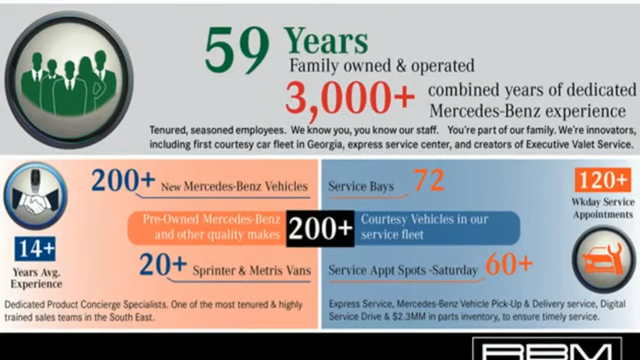 59 Years
Family owned & operated
3,000+ combined years of dedicated
Mercedes-Benz experience
Tenured, seasoned employees. We know you, you know our staff. You're part of our family. We're innovators,
including first courtesy car fleet in Georgia, express service center, and creators of Executive Valet Service.
200+ New Mercedes-Benz Vehicles
Pre-Owned Mercedes-Benz
and other quality makes
200+
14+
Years Avg.
Experience
20+ Sprinter & Metris Vans
Dedicated Product Concierge Specialists. One of the most tenured & highly
trained sales teams in the South East.
Service Bays 72
Courtesy Vehicles in our
service fleet
Service Appt Spots -Saturday 60+
120+
Wkday Service
Appointments
Express Service, Mercedes-Benz Vehicle Pick-Up & Delivery service, Digital
Service Drive & $2.3MM in parts inventory, to ensure timely service.
RBM